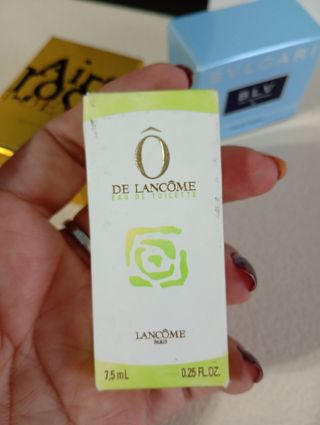 BVLGARI
BLV
Ô
DE LANCÔME
EAU DE TOILETTE
LANCÔME
PARIS
7,5 mL 0.25 FL.OZ.